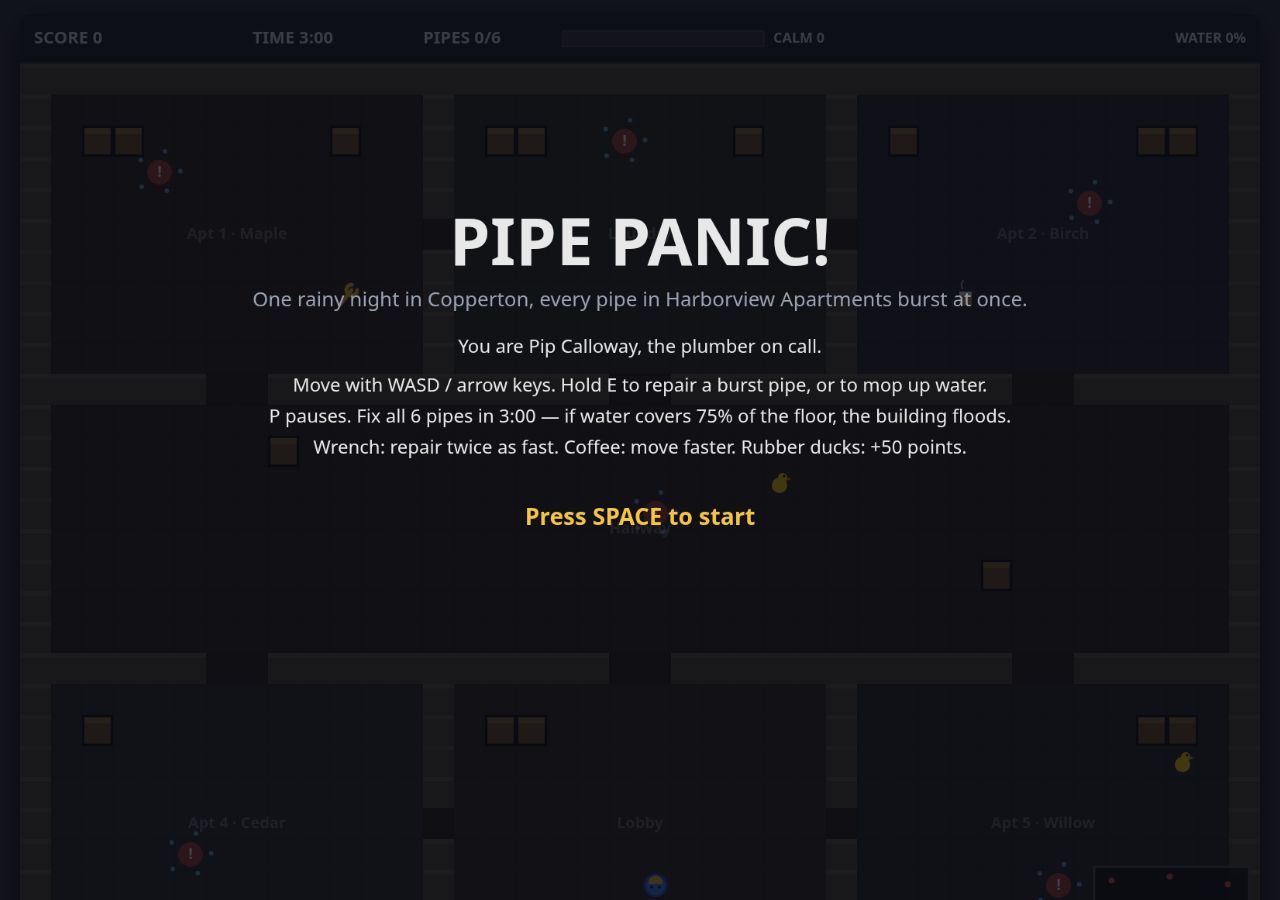 SCORE 0 TIME 3:00 PIPES 0/6 CALM 0 WATER 0%
! ! !
PIPE PANIC!
Apt 1 · Maple Apt 2 · Birch
One rainy night in Copperton, every pipe in Harborview Apartments burst at once.
You are Pip Calloway, the plumber on call.
Move with WASD / arrow keys. Hold E to repair a burst pipe, or to mop up water.
P pauses. Fix all 6 pipes in 3:00 — if water covers 75% of the floor, the building floods.
Wrench: repair twice as fast. Coffee: move faster. Rubber ducks: +50 points.
Press SPACE to start
Hallway
Apt 4 · Cedar Lobby Apt 5 · Willow
! !